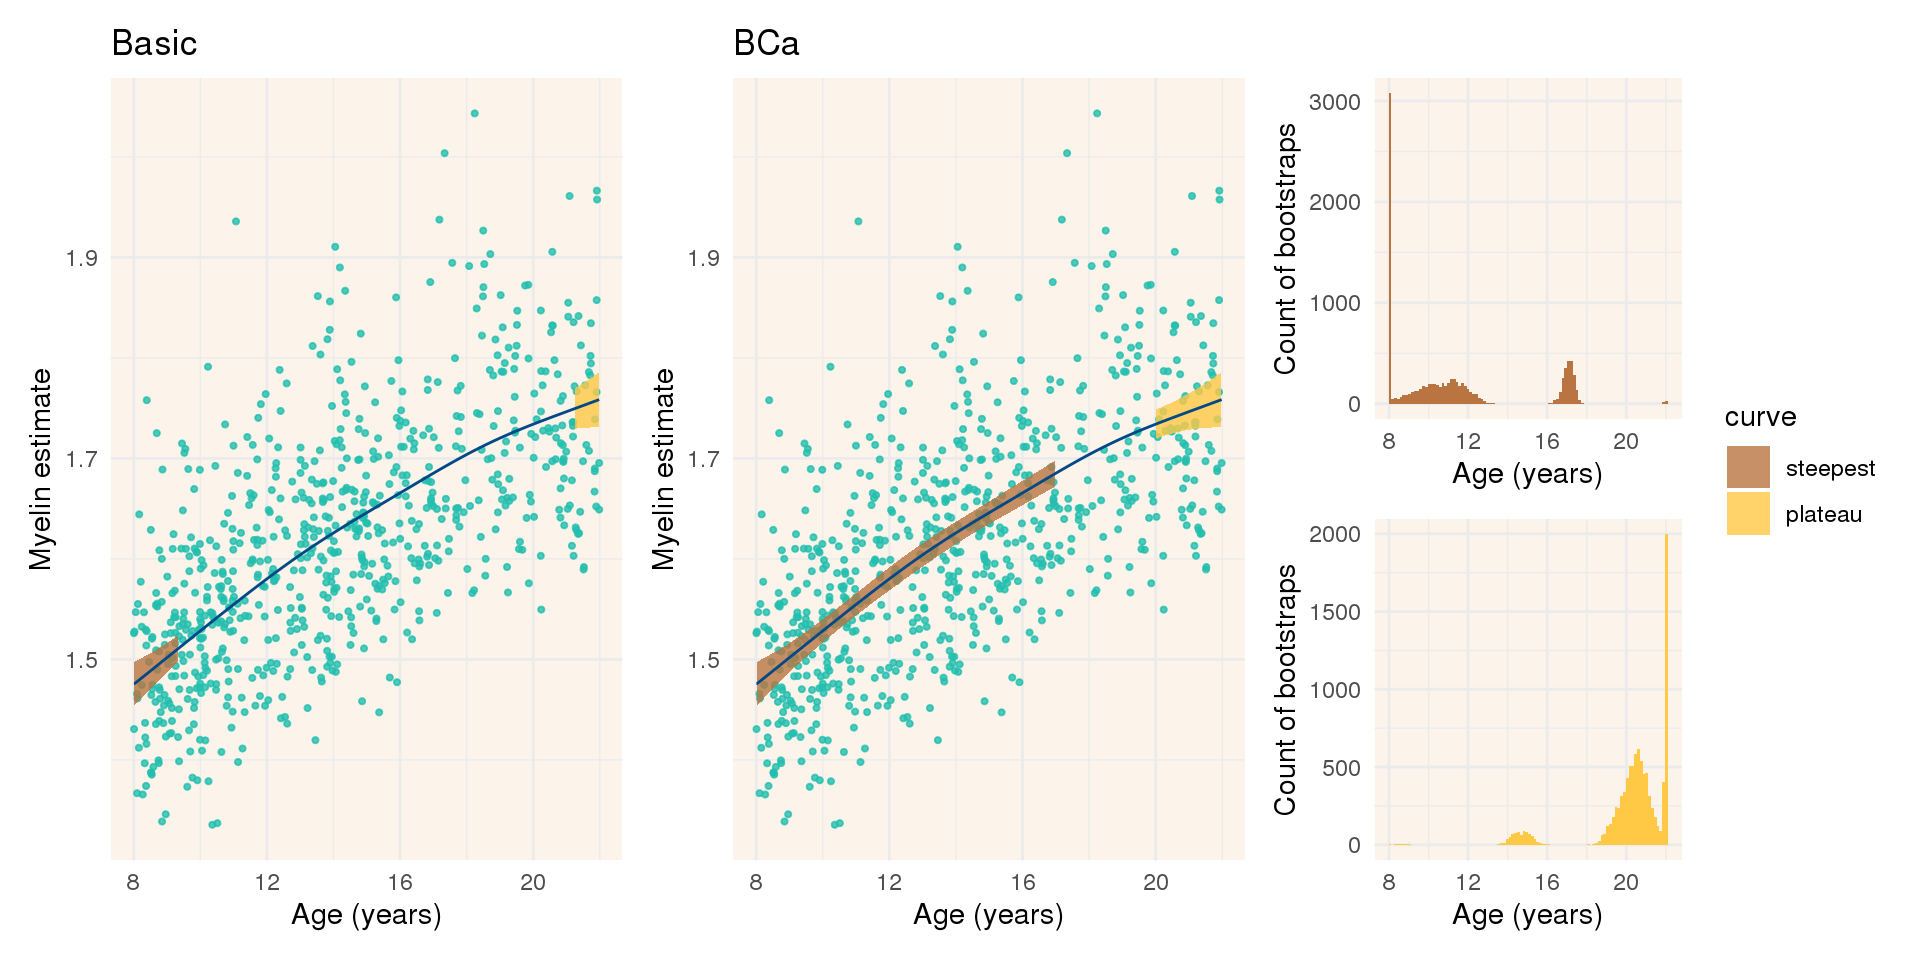 Basic
Myelin estimate
1.9
1.7
1.5
8 12 16 20
Age (years)
BCa
Myelin estimate
1.9
1.7
1.5
8 12 16 20
Age (years)
Count of bootstraps
3000
2000
1000
0
8 12 16 20
Age (years)
Count of bootstraps
2000
1500
1000
500
0
8 12 16 20
Age (years)
curve
steepest
plateau